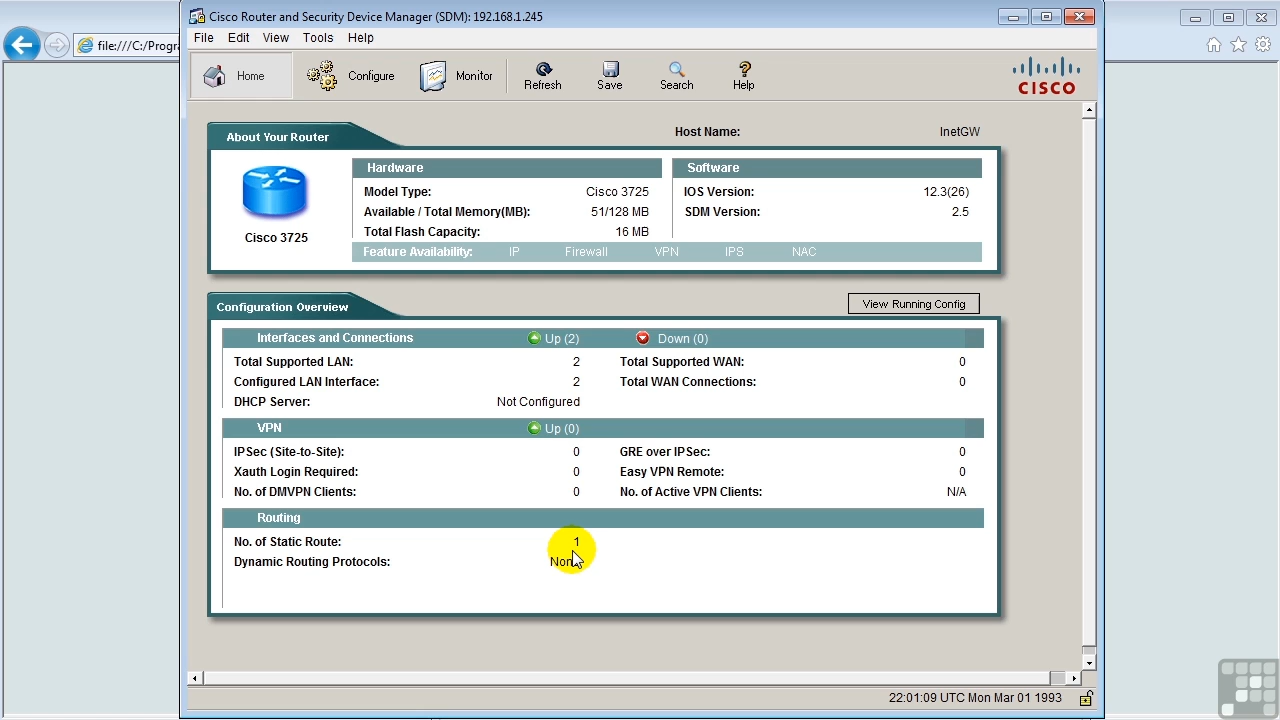 Cisco Router and Security Device Manager (SDM): 192.168.1.245
file:///C:/Progra
File Edit View Tools Help
Home Configure Monitor Refresh Save Search Help
CISCO
About Your Router
Host Name: InetGW
Hardware Software
Model Type: Cisco 3725 IOS Version: 12.3(26)
Available / Total Memory(MB): 51/128 MB SDM Version: 2.5
Total Flash Capacity: 16 MB
Cisco 3725
Feature Availability: IP Firewall VPN IPS NAC
Configuration Overview View Running Config
Interfaces and Connections Up (2) Down (0)
Total Supported LAN: 2 Total Supported WAN: 0
Configured LAN Interface: 2 Total WAN Connections: 0
DHCP Server: Not Configured
VPN Up (0)
IPSec (Site-to-Site): 0 GRE over IPSec: 0
Xauth Login Required: 0 Easy VPN Remote: 0
No. of DMVPN Clients: 0 No. of Active VPN Clients: N/A
Routing
No. of Static Route: 1
Dynamic Routing Protocols: None
22:01:09 UTC Mon Mar 01 1993